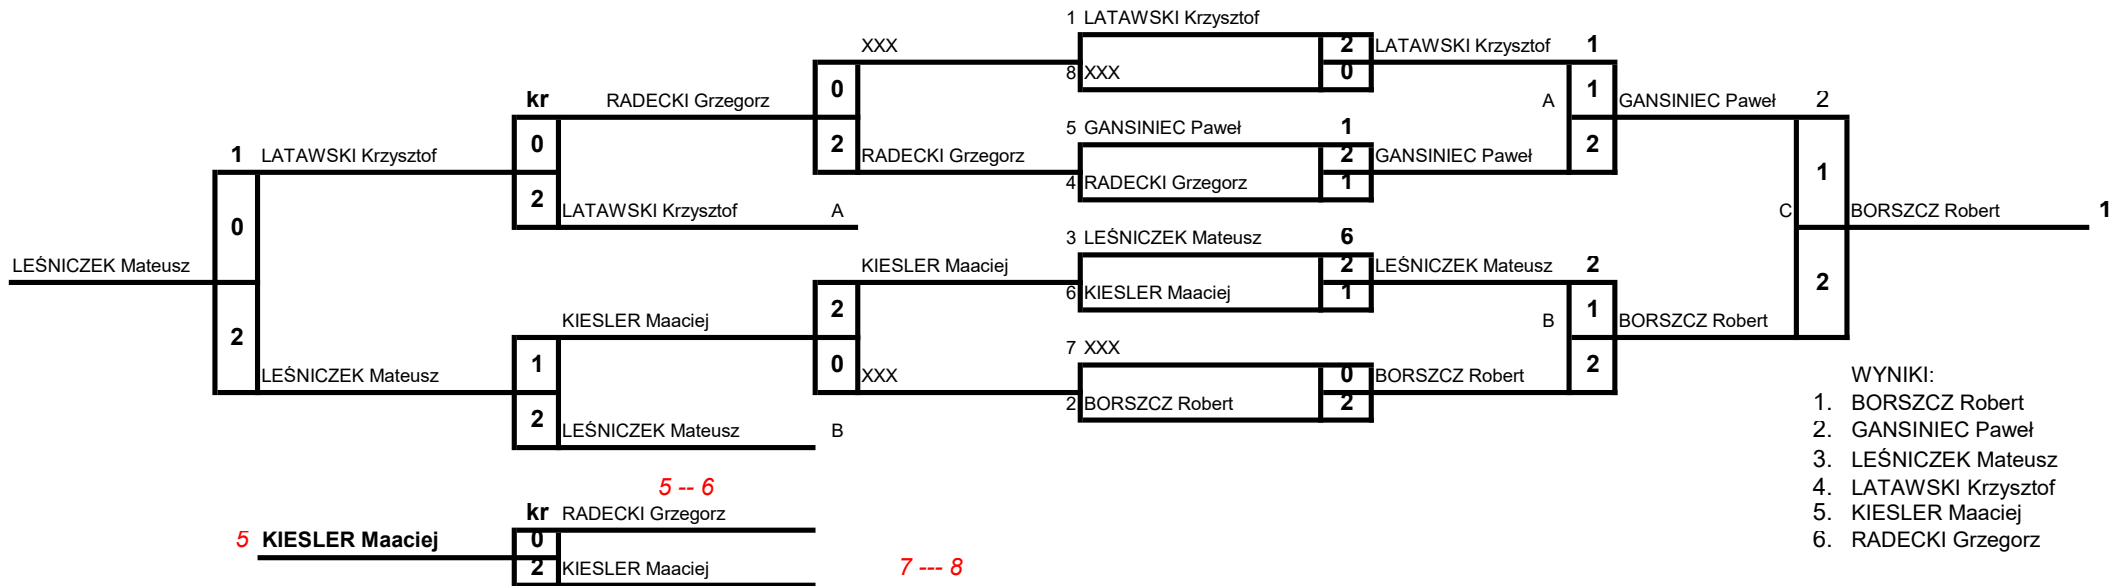 1 LATAWSKI Krzysztof
XXX 2 LATAWSKI Krzysztof 1
8 XXX 0
kr RADECKI Grzegorz 0 A 1 GANSINIEC Paweł 2
5 GANSINIEC Paweł 1
0 2
1 LATAWSKI Krzysztof RADECKI Grzegorz 2 GANSINIEC Paweł 2
4 RADECKI Grzegorz 1 1
2 LATAWSKI Krzysztof A C BORSZCZ Robert 1
0 3 LEŚNICZEK Mateusz 6
LEŚNICZEK Mateusz KIESLER Maaciej 2 LEŚNICZEK Mateusz 2
6 KIESLER Maaciej 1 2
KIESLER Maaciej 2 B 1 BORSZCZ Robert
2 7 XXX
1 0 2
LEŚNICZEK Mateusz XXX 0 BORSZCZ Robert WYNIKI:
2 BORSZCZ Robert 2 1. BORSZCZ Robert
2 LEŚNICZEK Mateusz B 2. GANSINIEC Paweł
3. LEŚNICZEK Mateusz
5 -- 6 4. LATAWSKI Krzysztof
kr RADECKI Grzegorz 5. KIESLER Maaciej
5 KIESLER Maaciej 0 6. RADECKI Grzegorz
2 KIESLER Maaciej 7 --- 8